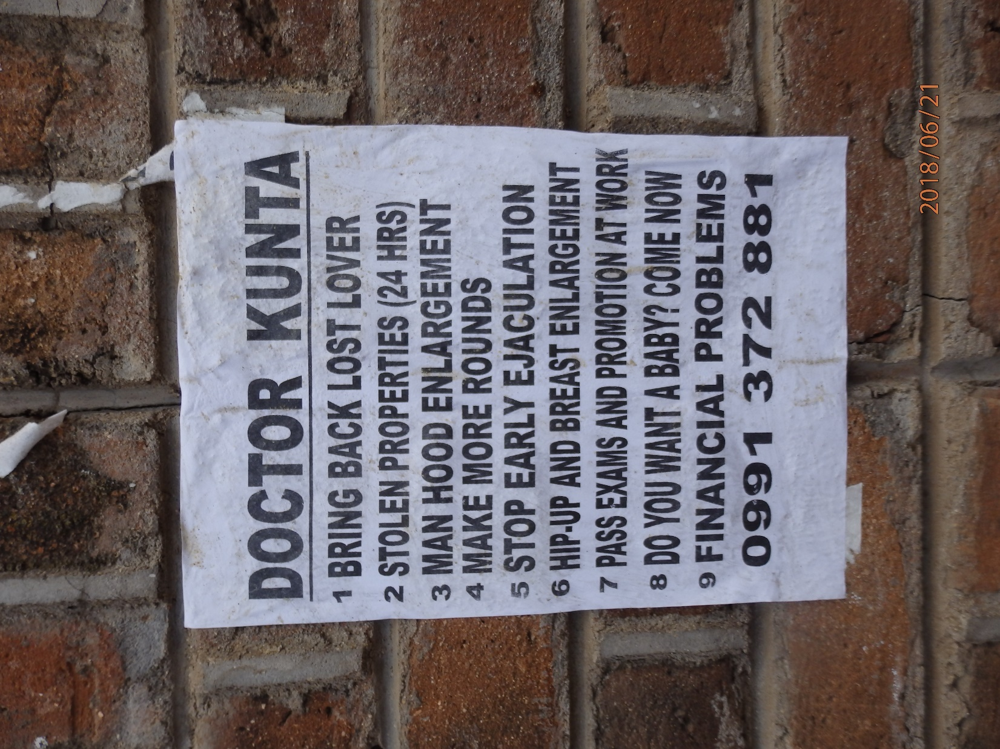 DOCTOR KUNTA
1 BRING BACK LOST LOVER
2 STOLEN PROPERTIES (24 HRS)
3 MAN HOOD ENLARGEMENT
4 MAKE MORE ROUNDS
5 STOP EARLY EJACULATION
6 HIP-UP AND BREAST ENLARGEMENT
7 PASS EXAMS AND PROMOTION AT WORK
8 DO YOU WANT A BABY? COME NOW
9 FINANCIAL PROBLEMS
0991 372 881
2018/06/21